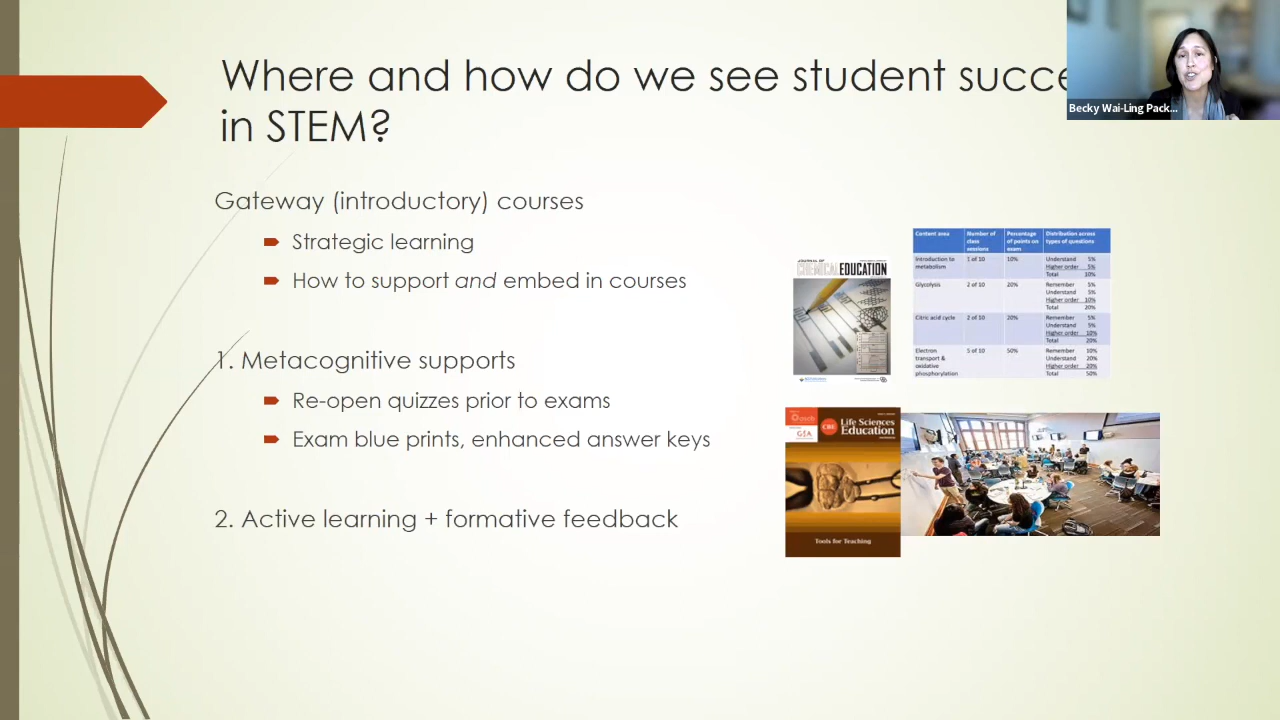 Where and how do we see student succe
in STEM?
Becky Wai-Ling Pack...
Gateway (introductory) courses
Strategic learning
How to support and embed in courses
1. Metacognitive supports
Re-open quizzes prior to exams
Exam blue prints, enhanced answer keys
2. Active learning + formative feedback
JOURNAL OF
CHEMICALEDUCATION
Content area Number of class sessions Percentage of points on exam Distribution across types of questions
Introduction to metabolism 1 of 10 10% Understand 5%
Higher order 5%
Total 10%
Glycolysis 2 of 10 20% Remember 5%
Understand 5%
Higher order 10%
Total 20%
Citric acid cycle 2 of 10 20% Remember 5%
Understand 5%
Higher order 10%
Total 20%
Electron transport & oxidative phosphorylation 5 of 10 50% Remember 10%
Understand 20%
Higher order 20%
Total 50%
ascb
GSA
CBE
Life Sciences
Education
Tools for Teaching